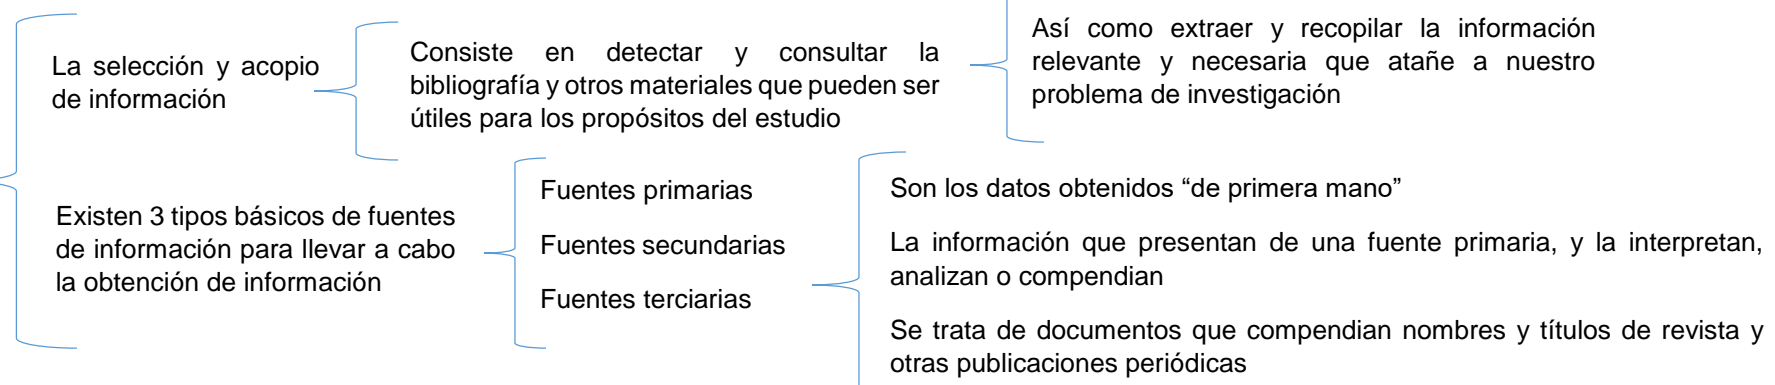 La selección y acopio
de información
Consiste en detectar y consultar la
bibliografía y otros materiales que pueden ser
útiles para los propósitos del estudio
Así como extraer y recopilar la información
relevante y necesaria que atañe a nuestro
problema de investigación
Existen 3 tipos básicos de fuentes
de información para llevar a cabo
la obtención de información
Fuentes primarias
Fuentes secundarias
Fuentes terciarias
Son los datos obtenidos “de primera mano”
La información que presentan de una fuente primaria, y la interpretan,
analizan o compendian
Se trata de documentos que compendian nombres y títulos de revista y
otras publicaciones periódicas